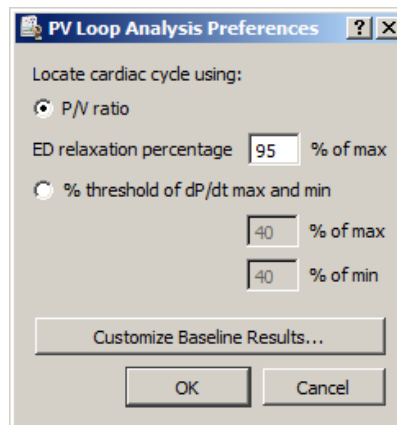 PV Loop Analysis Preferences ? X
Locate cardiac cycle using:
P/V ratio
ED relaxation percentage 95 % of max
% threshold of dP/dt max and min
40 % of max
40 % of min
Customize Baseline Results...
OK Cancel